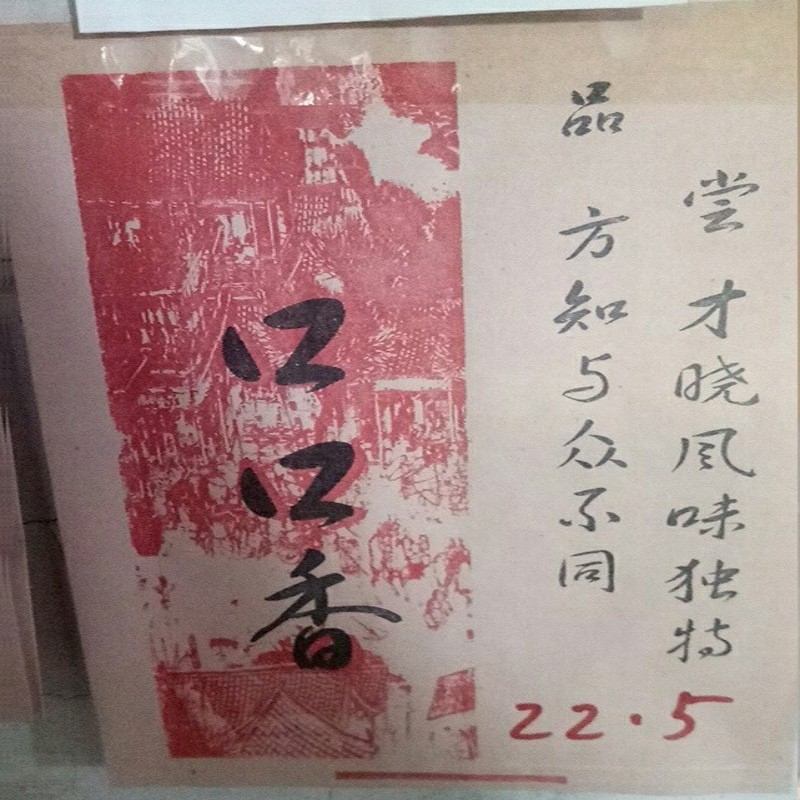 尝 才晓风味独特
品 方知与众不同
口口香
22.5